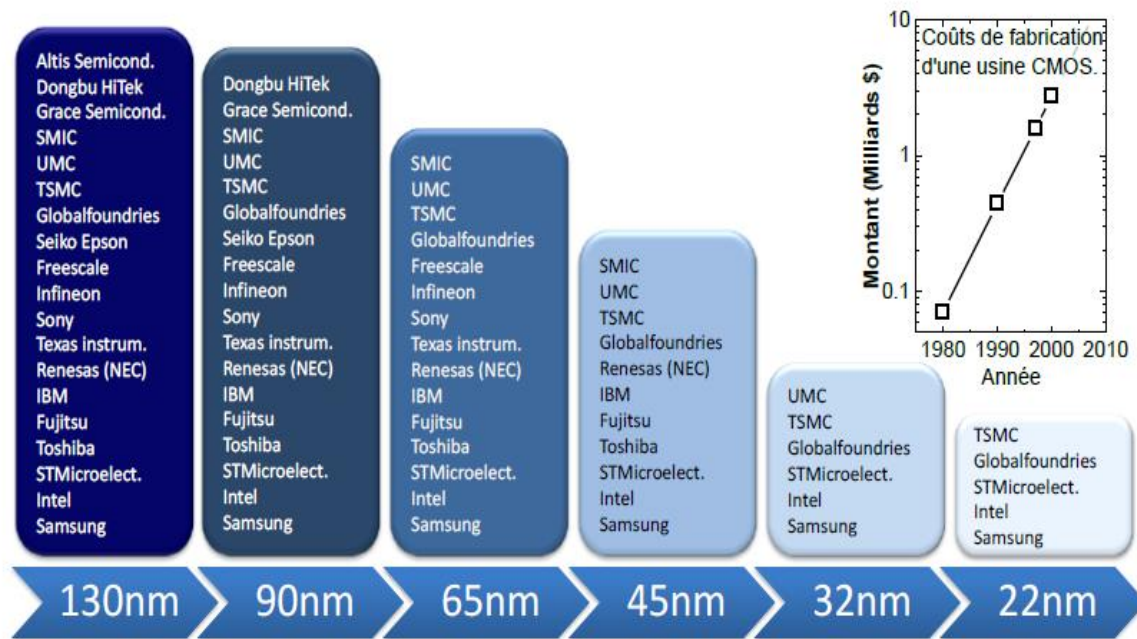 Altis Semicond.
Dongbu HiTek
Grace Semicond.
SMIC
UMC
TSMC
Globalfoundries
Seiko Epson
Freescale
Infineon
Sony
Texas instrum.
Renesas (NEC)
IBM
Fujitsu
Toshiba
STMicroelect.
Intel
Samsung
130nm
Dongbu HiTek
Grace Semicond.
SMIC
UMC
TSMC
Globalfoundries
Seiko Epson
Freescale
Infineon
Sony
Texas instrum.
Renesas (NEC)
IBM
Fujitsu
Toshiba
STMicroelect.
Intel
Samsung
90nm
SMIC
UMC
TSMC
Globalfoundries
Freescale
Infineon
Sony
Texas instrum.
Renesas (NEC)
IBM
Fujitsu
Toshiba
STMicroelect.
Intel
Samsung
65nm
SMIC
UMC
TSMC
Globalfoundries
Renesas (NEC)
IBM
Fujitsu
Toshiba
STMicroelect.
Intel
Samsung
45nm
UMC
TSMC
Globalfoundries
STMicroelect.
Intel
Samsung
32nm
TSMC
Globalfoundries
STMicroelect.
Intel
Samsung
22nm
Coûts de fabrication
d'une usine CMOS.
Montant (Milliards $)
10
1
0.1
1980 1990 2000 2010
Année